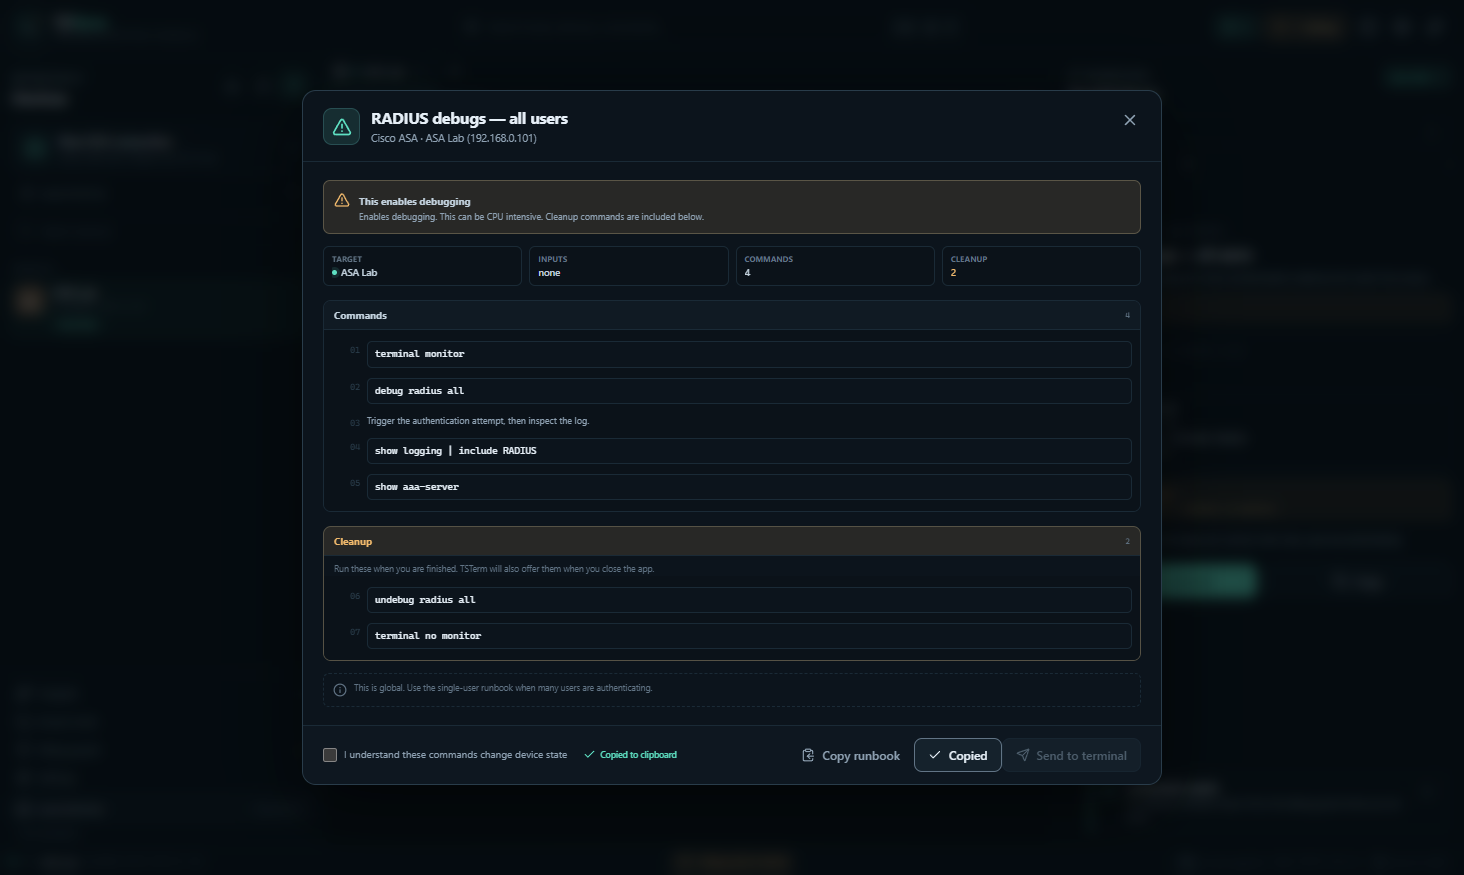 RADIUS debugs — all users
Cisco ASA · ASA Lab (192.168.0.101)
This enables debugging
Enables debugging. This can be CPU intensive. Cleanup commands are included below.
TARGET
ASA Lab
INPUTS
none
COMMANDS
4
CLEANUP
2
Commands
4
01 terminal monitor
02 debug radius all
03 Trigger the authentication attempt, then inspect the log.
04 show logging | include RADIUS
05 show aaa-server
Cleanup
2
Run these when you are finished. TSTerm will also offer them when you close the app.
06 undebug radius all
07 terminal no monitor
This is global. Use the single-user runbook when many users are authenticating.
I understand these commands change device state
Copied to clipboard
Copy runbook
Copied
Send to terminal